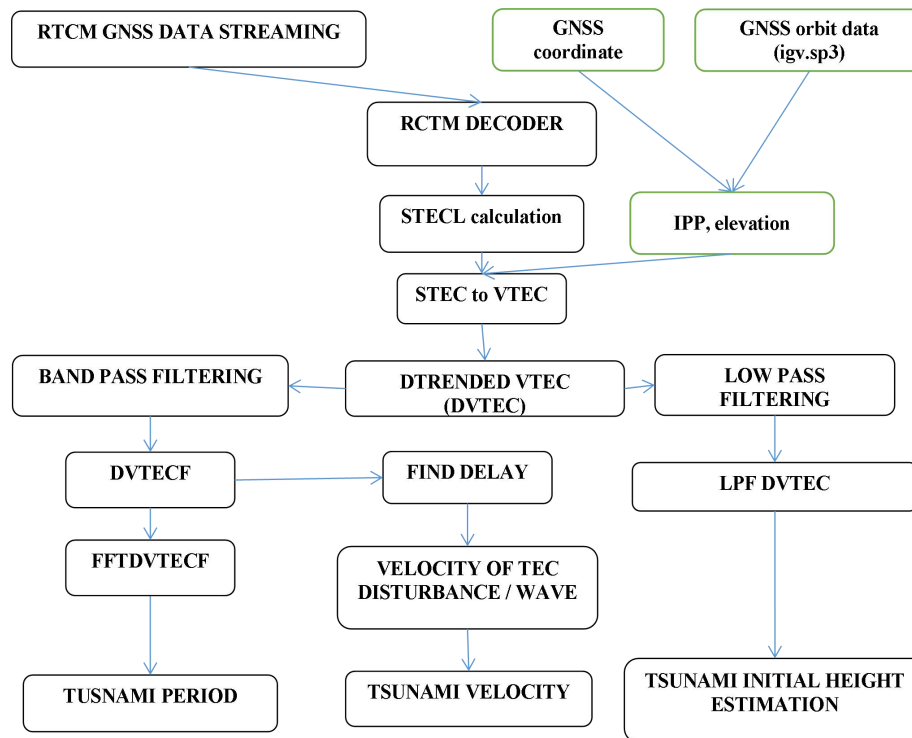 RTCM GNSS DATA STREAMING
GNSS
coordinate
GNSS orbit data
(igv.sp3)
RCTM DECODER
STECL calculation
IPP, elevation
STEC to VTEC
BAND PASS FILTERING
DTRENDED VTEC
(DVTEC)
LOW PASS
FILTERING
DVTECF
FIND DELAY
LPF DVTEC
FFTDVTECF
VELOCITY OF TEC
DISTURBANCE / WAVE
TUSNAMI PERIOD
TSUNAMI VELOCITY
TSUNAMI INITIAL HEIGHT
ESTIMATION